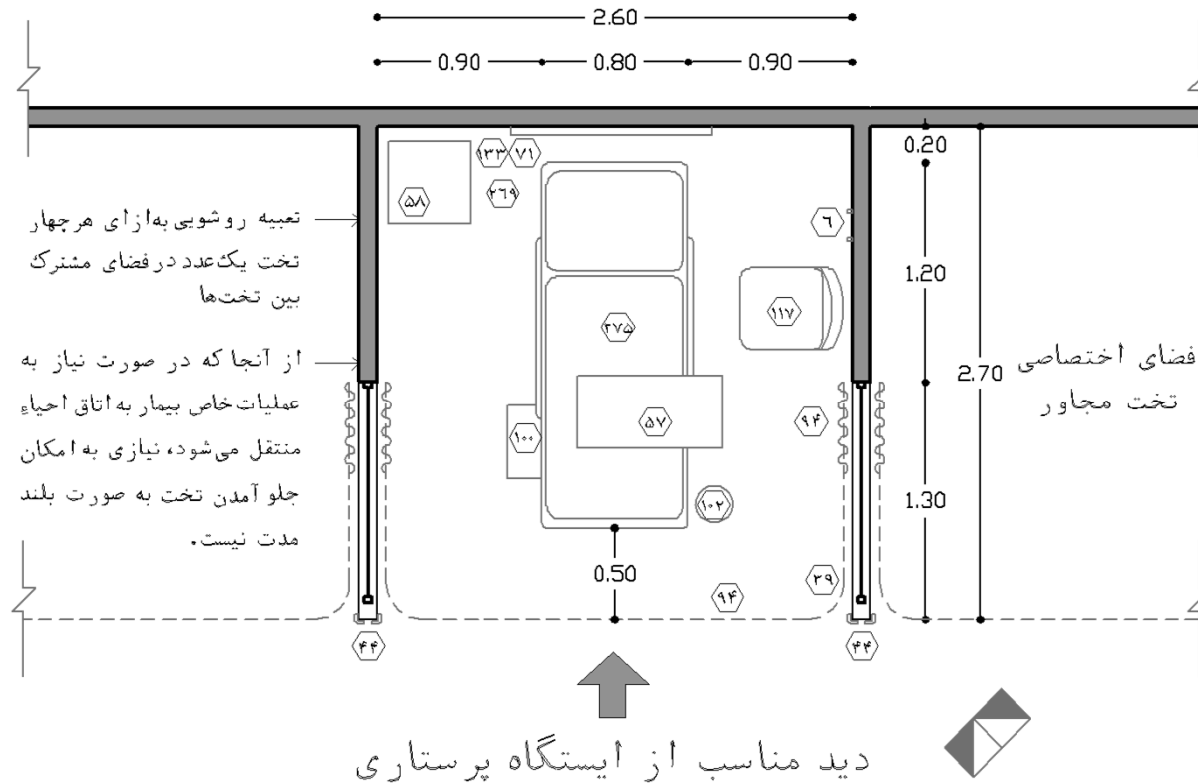 2.60
0.90 0.80 0.90
0.20
۱۳۳ ۷۱
۲۶۹
۵۸
۶
تعبیه روشویی به‌ازای هرچهار
تخت یک‌عدد در فضای مشترک
بین تخت‌ها
1.20
۱۱۷
۲۷۵
از آنجا که در صورت نیاز به
عملیات خاص بیمار به اتاق احیاءِ
منتقل می‌شود، نیازی به امکان
جلو آمدن تخت به صورت بلند
مدت نیست.
2.70
فضای اختصاصی
تخت مجاور
۵۷
۹۴
۱۰۰
1.30
۱۰۲
0.50
۳۹
۹۴
۴۴
۴۴
دید مناسب از ایستگاه پرستاری